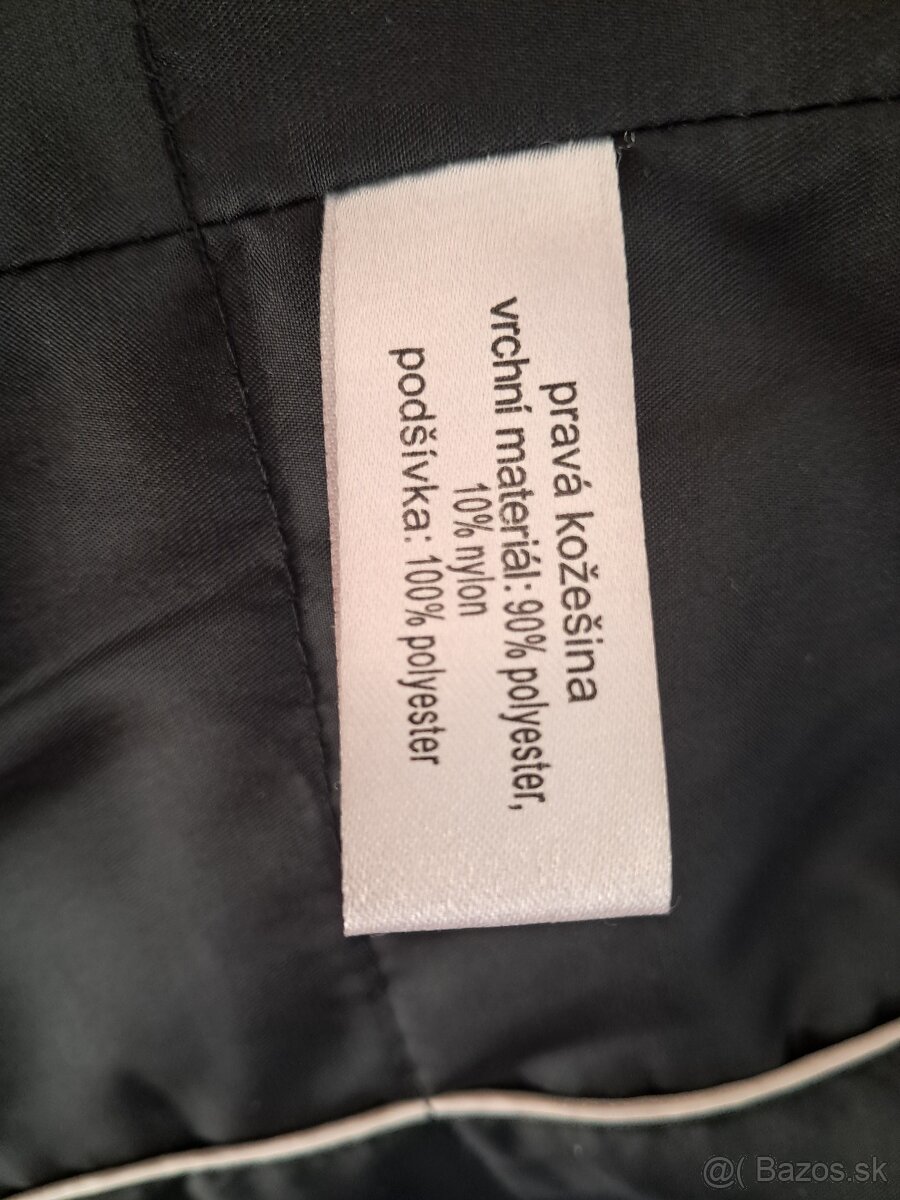 pravá kožešina
vrchní materiál: 90% polyester,
10% nylon
podšívka: 100% polyester
@( Bazos.sk